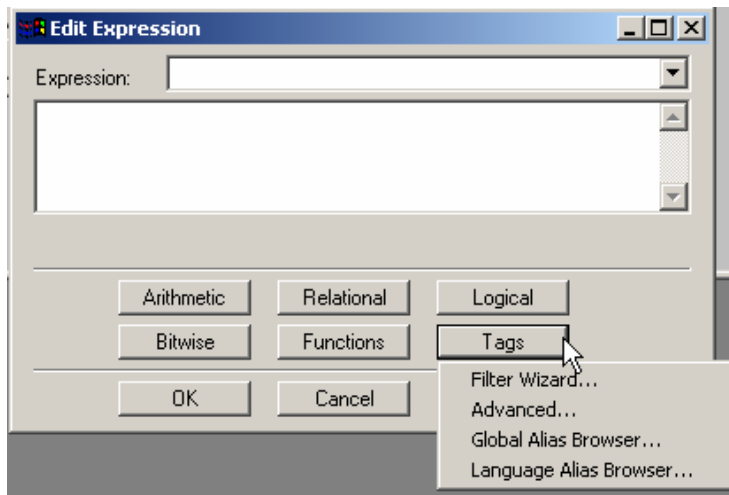 Edit Expression
Expression:
Arithmetic Relational Logical
Bitwise Functions Tags
Filter Wizard...
OK Cancel
Advanced...
Global Alias Browser...
Language Alias Browser...